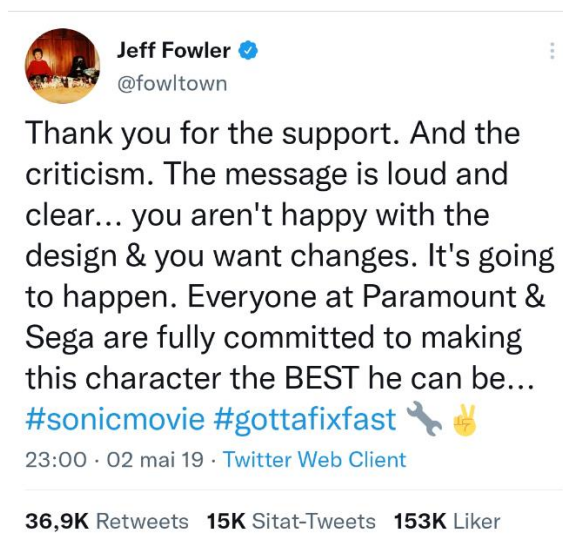 Jeff Fowler
@fowltown
Thank you for the support. And the
criticism. The message is loud and
clear... you aren't happy with the
design & you want changes. It's going
to happen. Everyone at Paramount &
Sega are fully committed to making
this character the BEST he can be...
#sonicmovie #gottafixfast 🔧✌
23:00 · 02 mai 19 · Twitter Web Client
36,9K Retweets 15K Sitat-Tweets 153K Liker